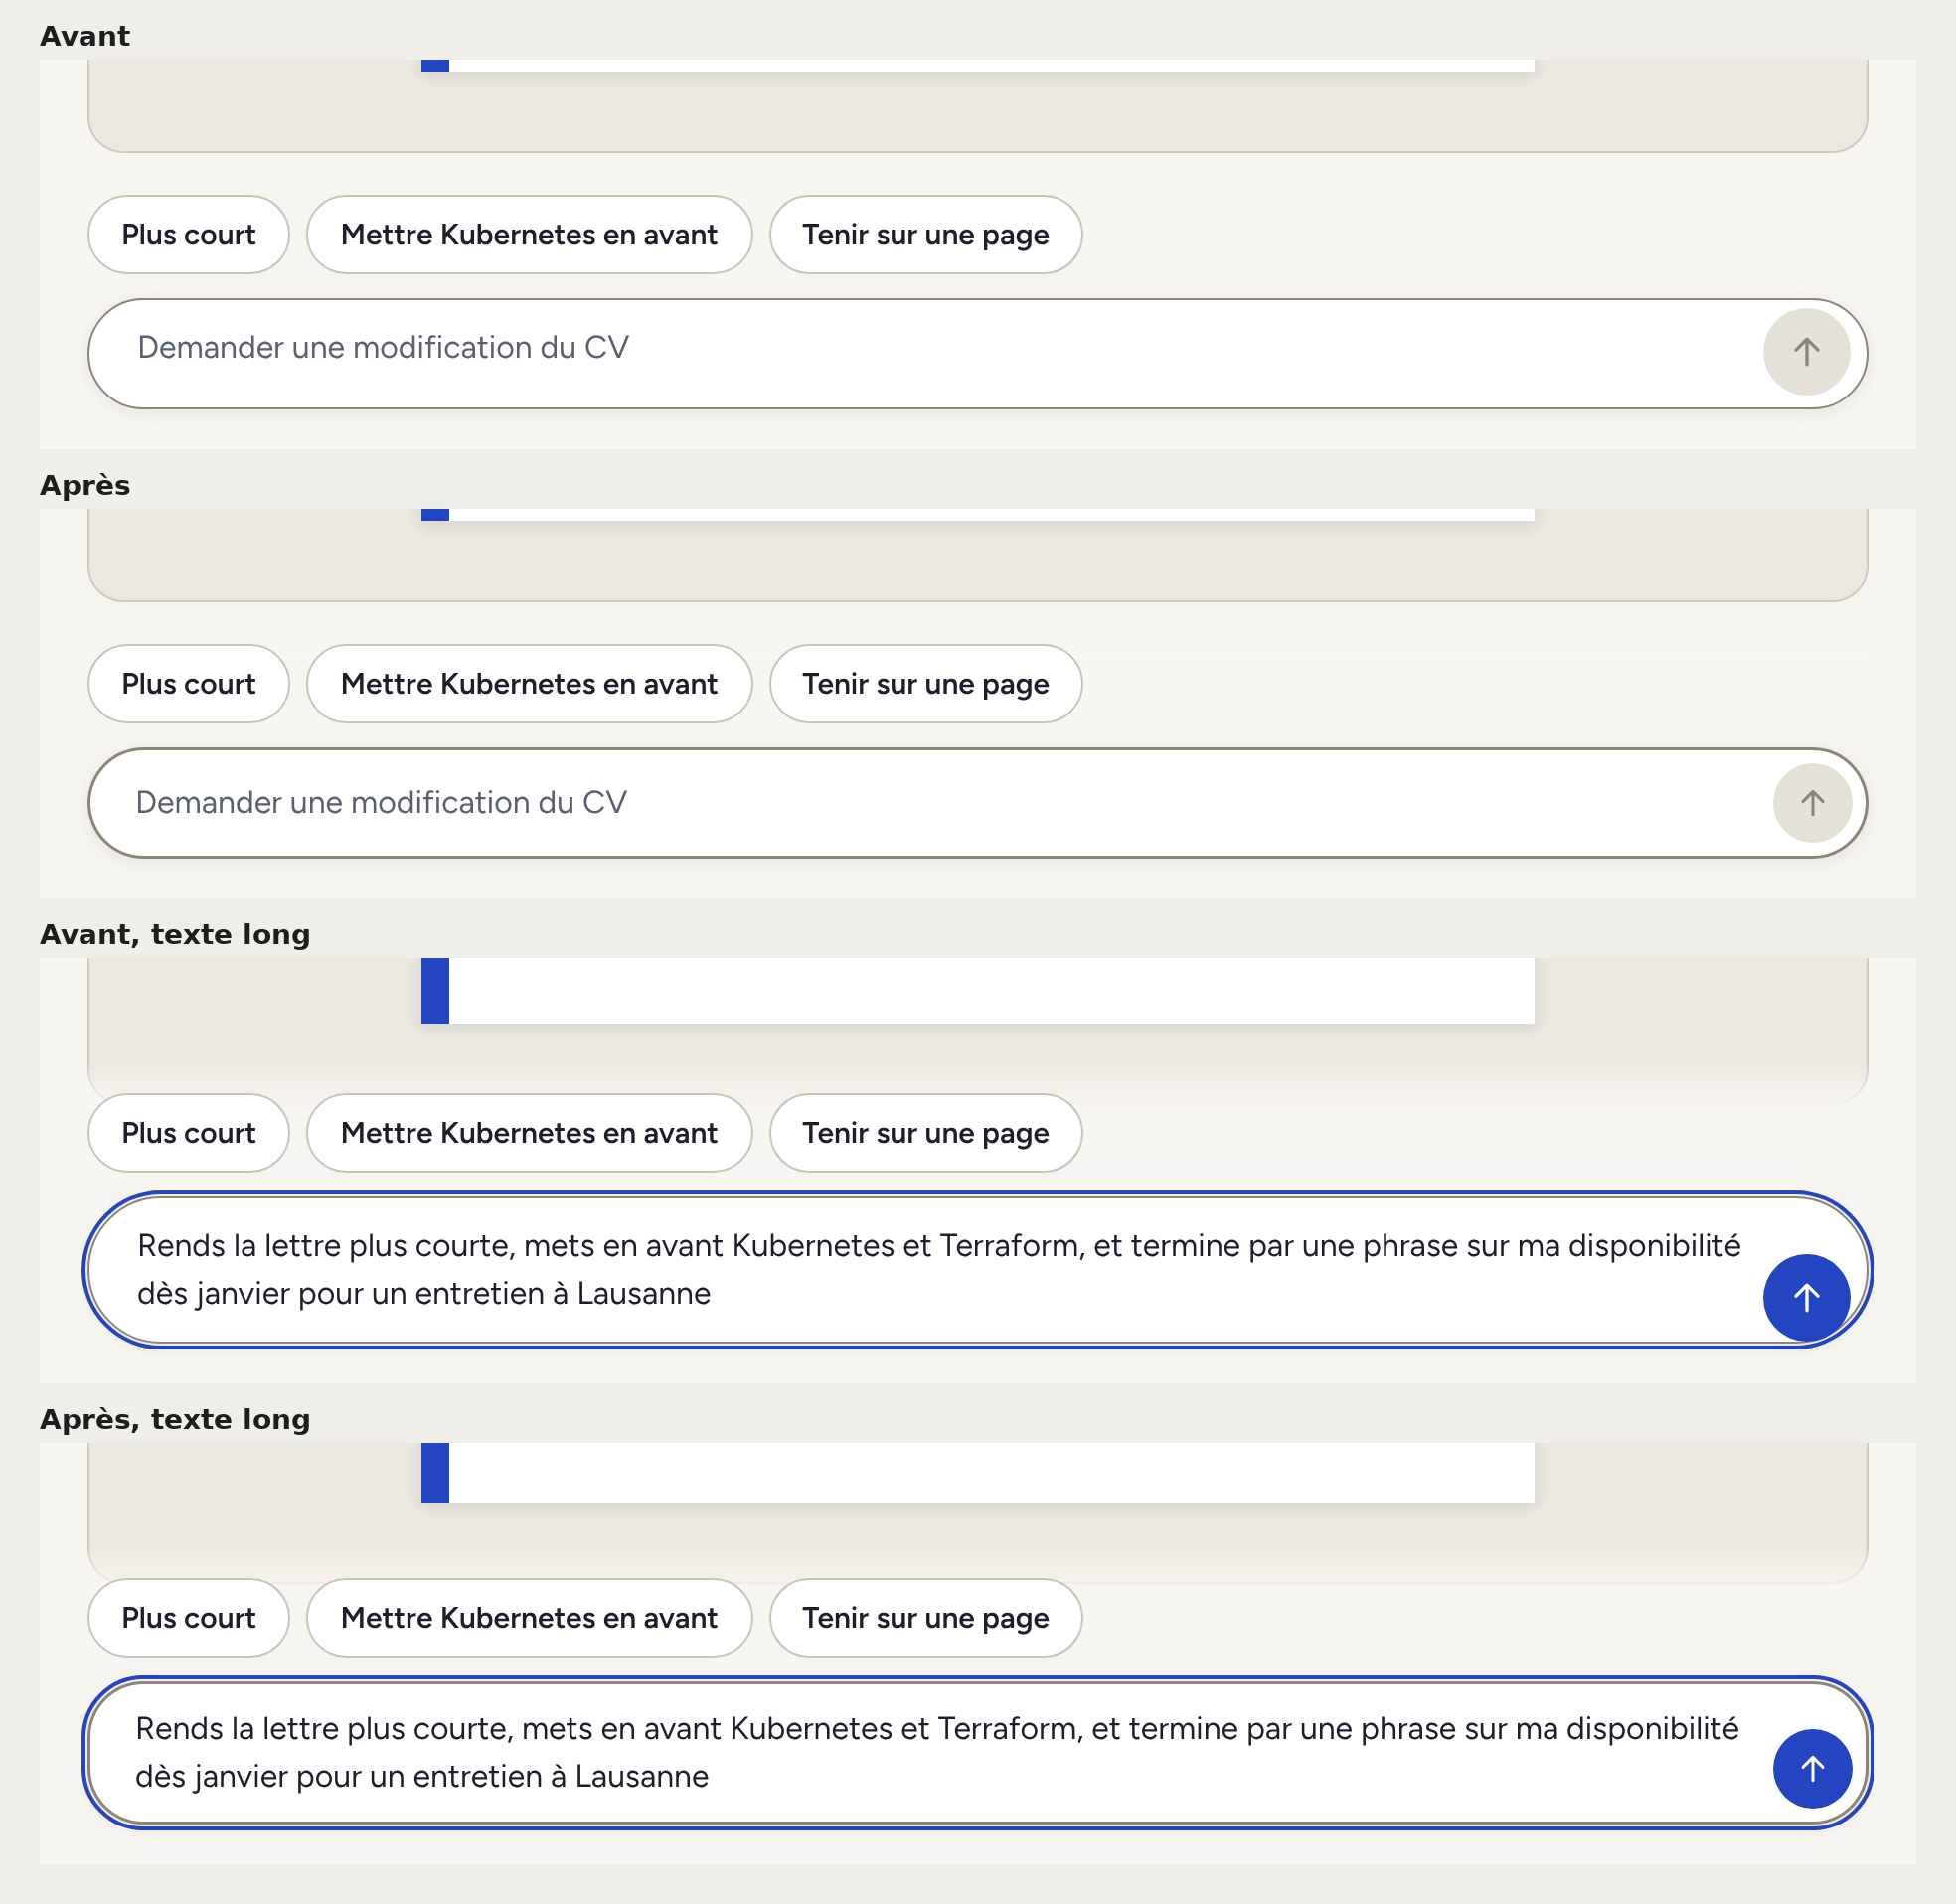 Avant
Plus court
Mettre Kubernetes en avant
Tenir sur une page
Demander une modification du CV
Après
Plus court
Mettre Kubernetes en avant
Tenir sur une page
Demander une modification du CV
Avant, texte long
Plus court
Mettre Kubernetes en avant
Tenir sur une page
Rends la lettre plus courte, mets en avant Kubernetes et Terraform, et termine par une phrase sur ma disponibilité
dès janvier pour un entretien à Lausanne
Après, texte long
Plus court
Mettre Kubernetes en avant
Tenir sur une page
Rends la lettre plus courte, mets en avant Kubernetes et Terraform, et termine par une phrase sur ma disponibilité
dès janvier pour un entretien à Lausanne